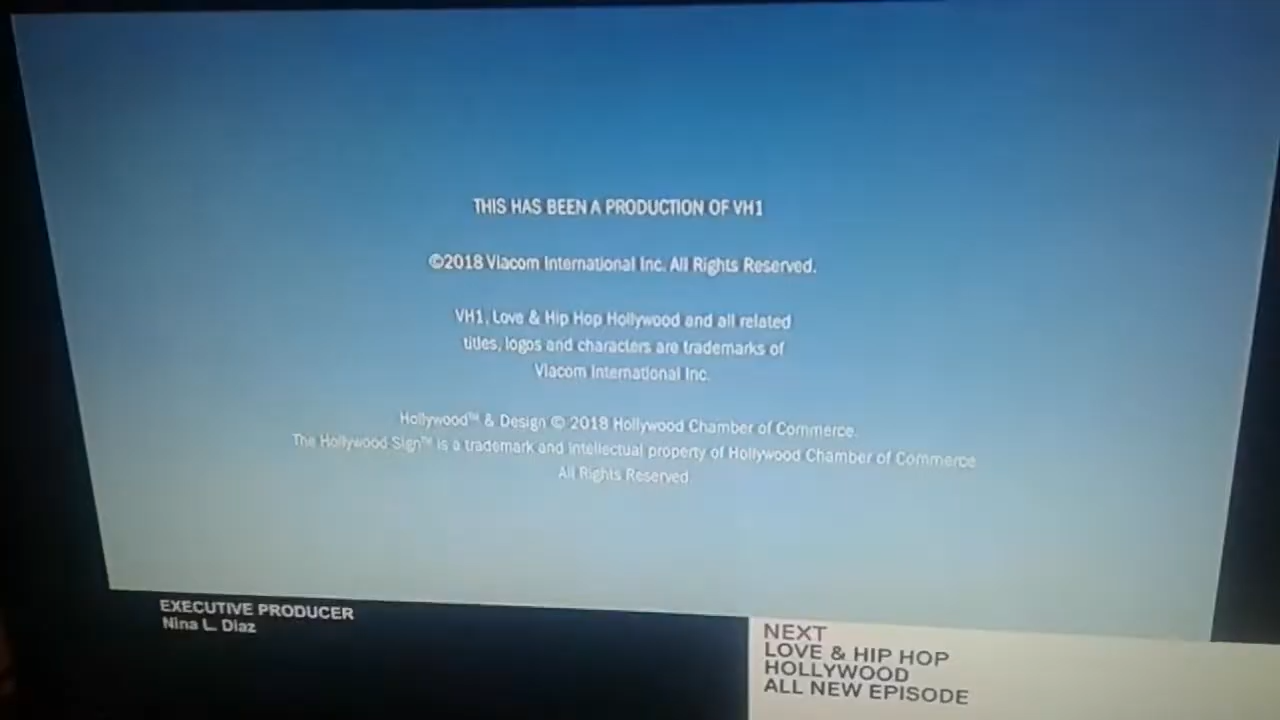 THIS HAS BEEN A PRODUCTION OF VH1
©2018 Viacom International Inc. All Rights Reserved.
VH1, Love & Hip Hop Hollywood and all related
titles, logos and characters are trademarks of
Viacom International Inc.
Hollywood™ & Design © 2018 Hollywood Chamber of Commerce.
The Hollywood Sign™ is a trademark and intellectual property of Hollywood Chamber of Commerce
All Rights Reserved
EXECUTIVE PRODUCER
Nina L. Diaz
NEXT
LOVE & HIP HOP
HOLLYWOOD
ALL NEW EPISODE